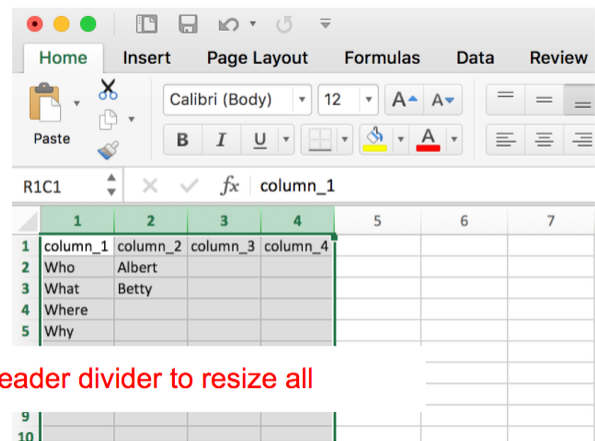 Home Insert Page Layout Formulas Data Review
Calibri (Body) 12 A A
Paste B I U A
R1C1 fx column_1
1 2 3 4 5 6 7
1 column_1 column_2 column_3 column_4
2 Who Albert
3 What Betty
4 Where
5 Why
eader divider to resize all
9
10